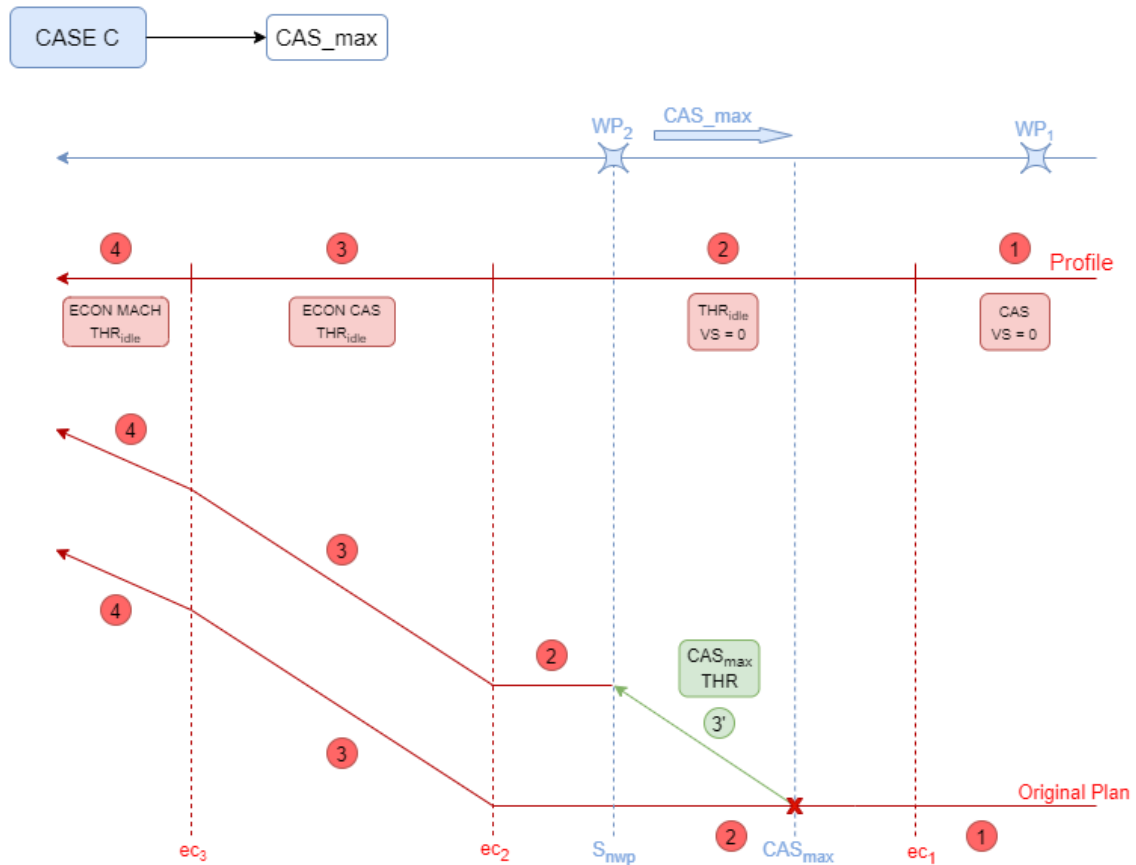 CASE C
CAS_max
CAS_max
WP2
WP1
4
3
2
1
Profile
ECON MACH
THRidle
ECON CAS
THRidle
THRidle
VS = 0
CAS
VS = 0
4
3
4
2
CASmax
THR
3'
3
Original Plan
2
1
ec3
ec2
Snwp
CASmax
ec1